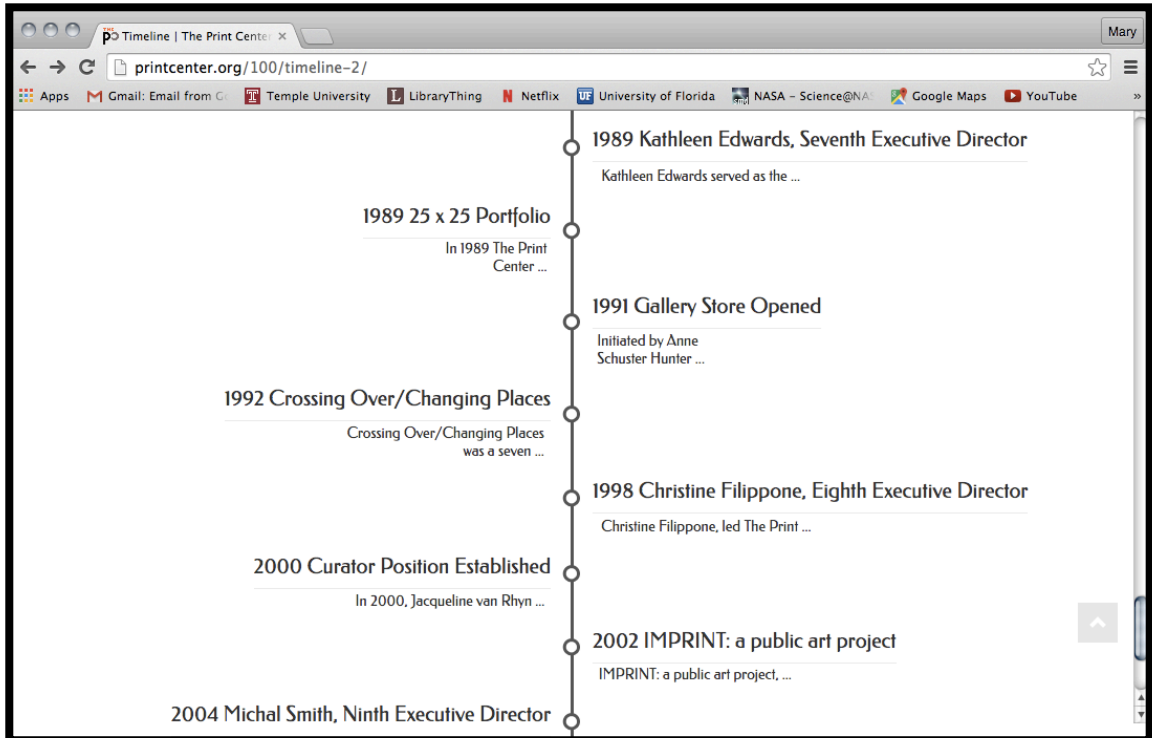 THE pc Timeline | The Print Center ×
Mary
printcenter.org/100/timeline-2/
Apps Gmail: Email from G Temple University L LibraryThing N Netflix UF University of Florida NASA – Science@NA Google Maps YouTube »
1989 Kathleen Edwards, Seventh Executive Director
Kathleen Edwards served as the ...
1989 25 x 25 Portfolio
In 1989 The Print
Center ...
1991 Gallery Store Opened
Initiated by Anne
Schuster Hunter ...
1992 Crossing Over/Changing Places
Crossing Over/Changing Places
was a seven ...
1998 Christine Filippone, Eighth Executive Director
Christine Filippone, led The Print ...
2000 Curator Position Established
In 2000, Jacqueline van Rhyn ...
2002 IMPRINT: a public art project
IMPRINT: a public art project, ...
2004 Michal Smith, Ninth Executive Director